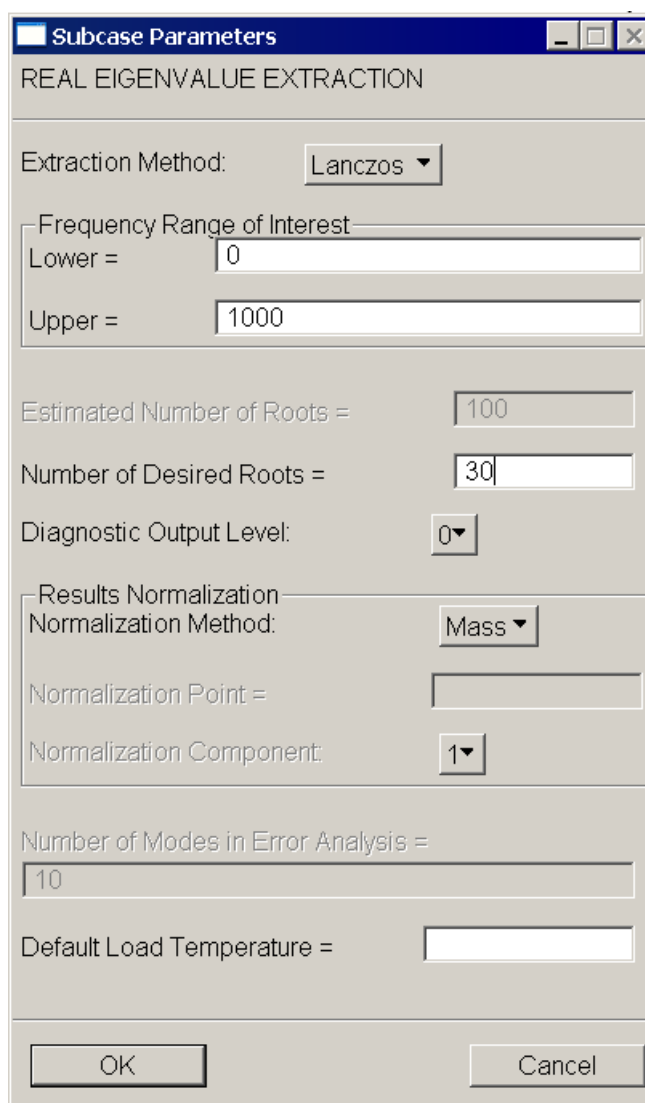 Subcase Parameters
REAL EIGENVALUE EXTRACTION
Extraction Method: Lanczos
Frequency Range of Interest
Lower = 0
Upper = 1000
Estimated Number of Roots = 100
Number of Desired Roots = 30
Diagnostic Output Level: 0
Results Normalization
Normalization Method: Mass
Normalization Point =
Normalization Component: 1
Number of Modes in Error Analysis =
10
Default Load Temperature =
OK Cancel